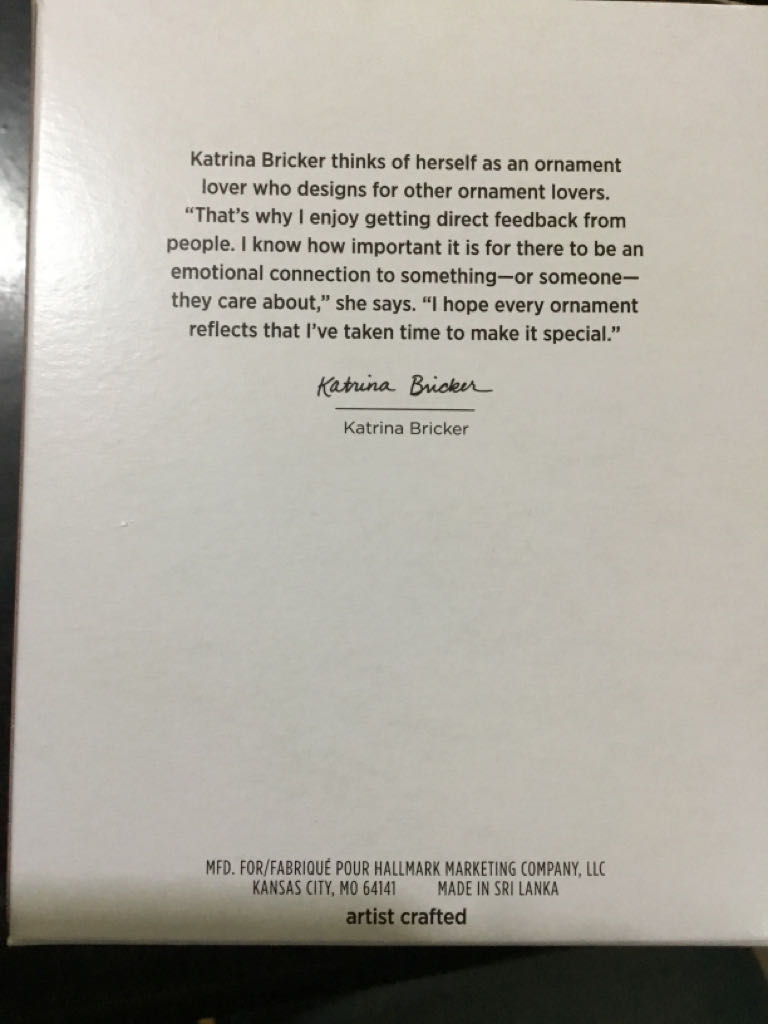 Katrina Bricker thinks of herself as an ornament
lover who designs for other ornament lovers.
“That’s why I enjoy getting direct feedback from
people. I know how important it is for there to be an
emotional connection to something—or someone—
they care about,” she says. “I hope every ornament
reflects that I’ve taken time to make it special.”
Katrina Bricker
Katrina Bricker
MFD. FOR/FABRIQUÉ POUR HALLMARK MARKETING COMPANY, LLC
KANSAS CITY, MO 64141 MADE IN SRI LANKA
artist crafted